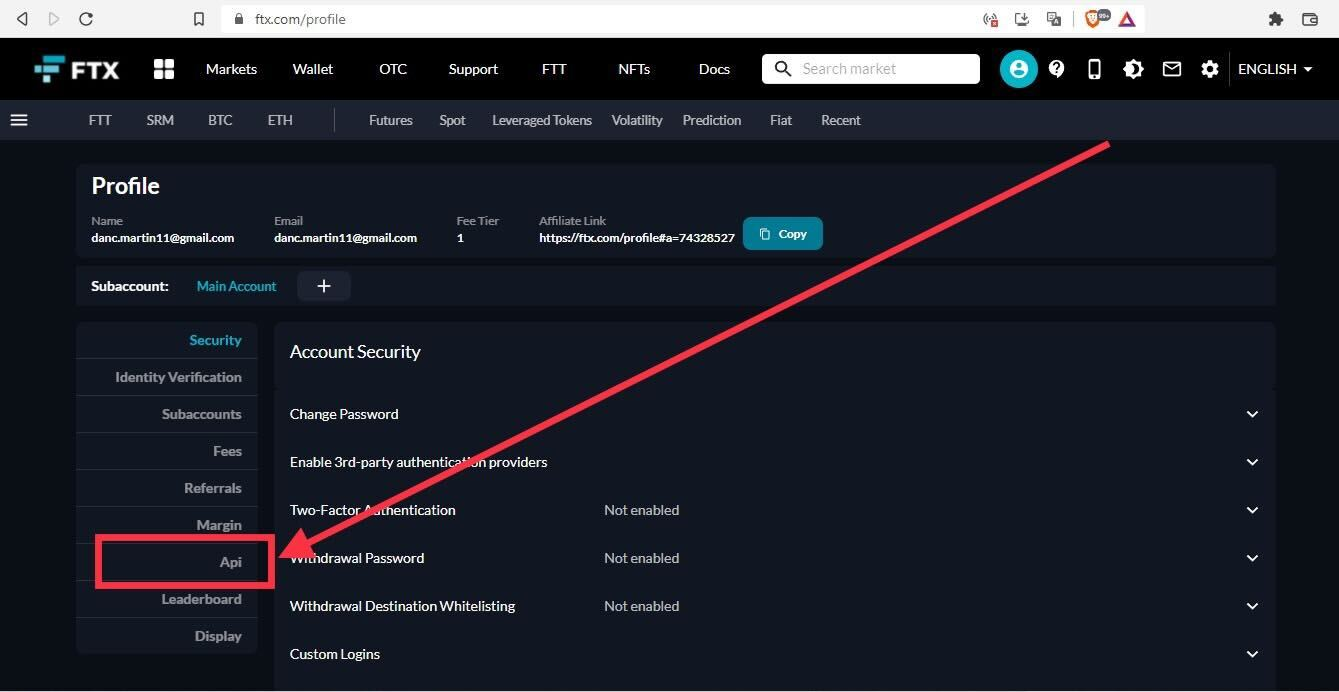 ftx.com/profile
99+
FTX Markets Wallet OTC Support FTT NFTs Docs Search market ENGLISH
FTT SRM BTC ETH Futures Spot Leveraged Tokens Volatility Prediction Fiat Recent
Profile
Name Email Fee Tier Affiliate Link
danc.martin11@gmail.com danc.martin11@gmail.com 1 https://ftx.com/profile#a=74328527 Copy
Subaccount: Main Account +
Security
Identity Verification
Subaccounts
Fees
Referrals
Margin
Api
Leaderboard
Display
Account Security
Change Password
Enable 3rd-party authentication providers
Two-Factor Authentication Not enabled
Withdrawal Password Not enabled
Withdrawal Destination Whitelisting Not enabled
Custom Logins